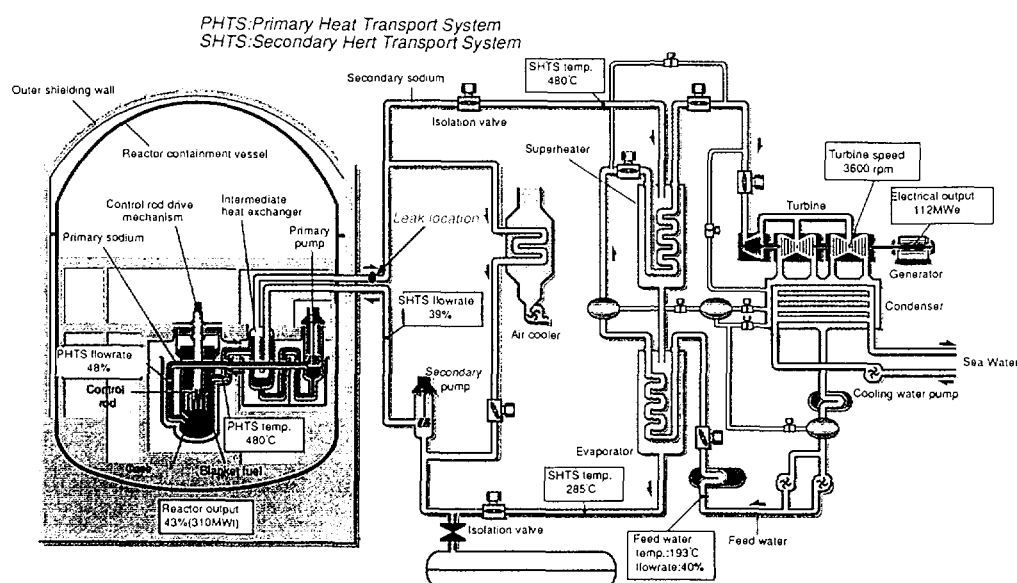 PHTS:Primary Heat Transport System
SHTS:Secondary Hert Transport System
Outer shielding wall
Reactor containment vessel
Control rod drive
mechanism
Primary sodium
Intermediate
heat exchanger
Primary
pump
Leak location
Secondary sodium
Isolation valve
SHTS temp.
480℃
Superheater
Turbine speed
3600 rpm
Electrical output
112MWe
Turbine
Generator
Condenser
Sea Water
Cooling water pump
Air cooler
SHTS flowrate
39%
Secondary
pump
PHTS flowrate
48%
Control
rod
PHTS temp.
480℃
Blanket fuel
Reactor output
43%(310MWt)
Evaporator
SHTS temp.
285℃
Isolation valve
Feed water
temp.:193℃
flowrate:40%
Feed water